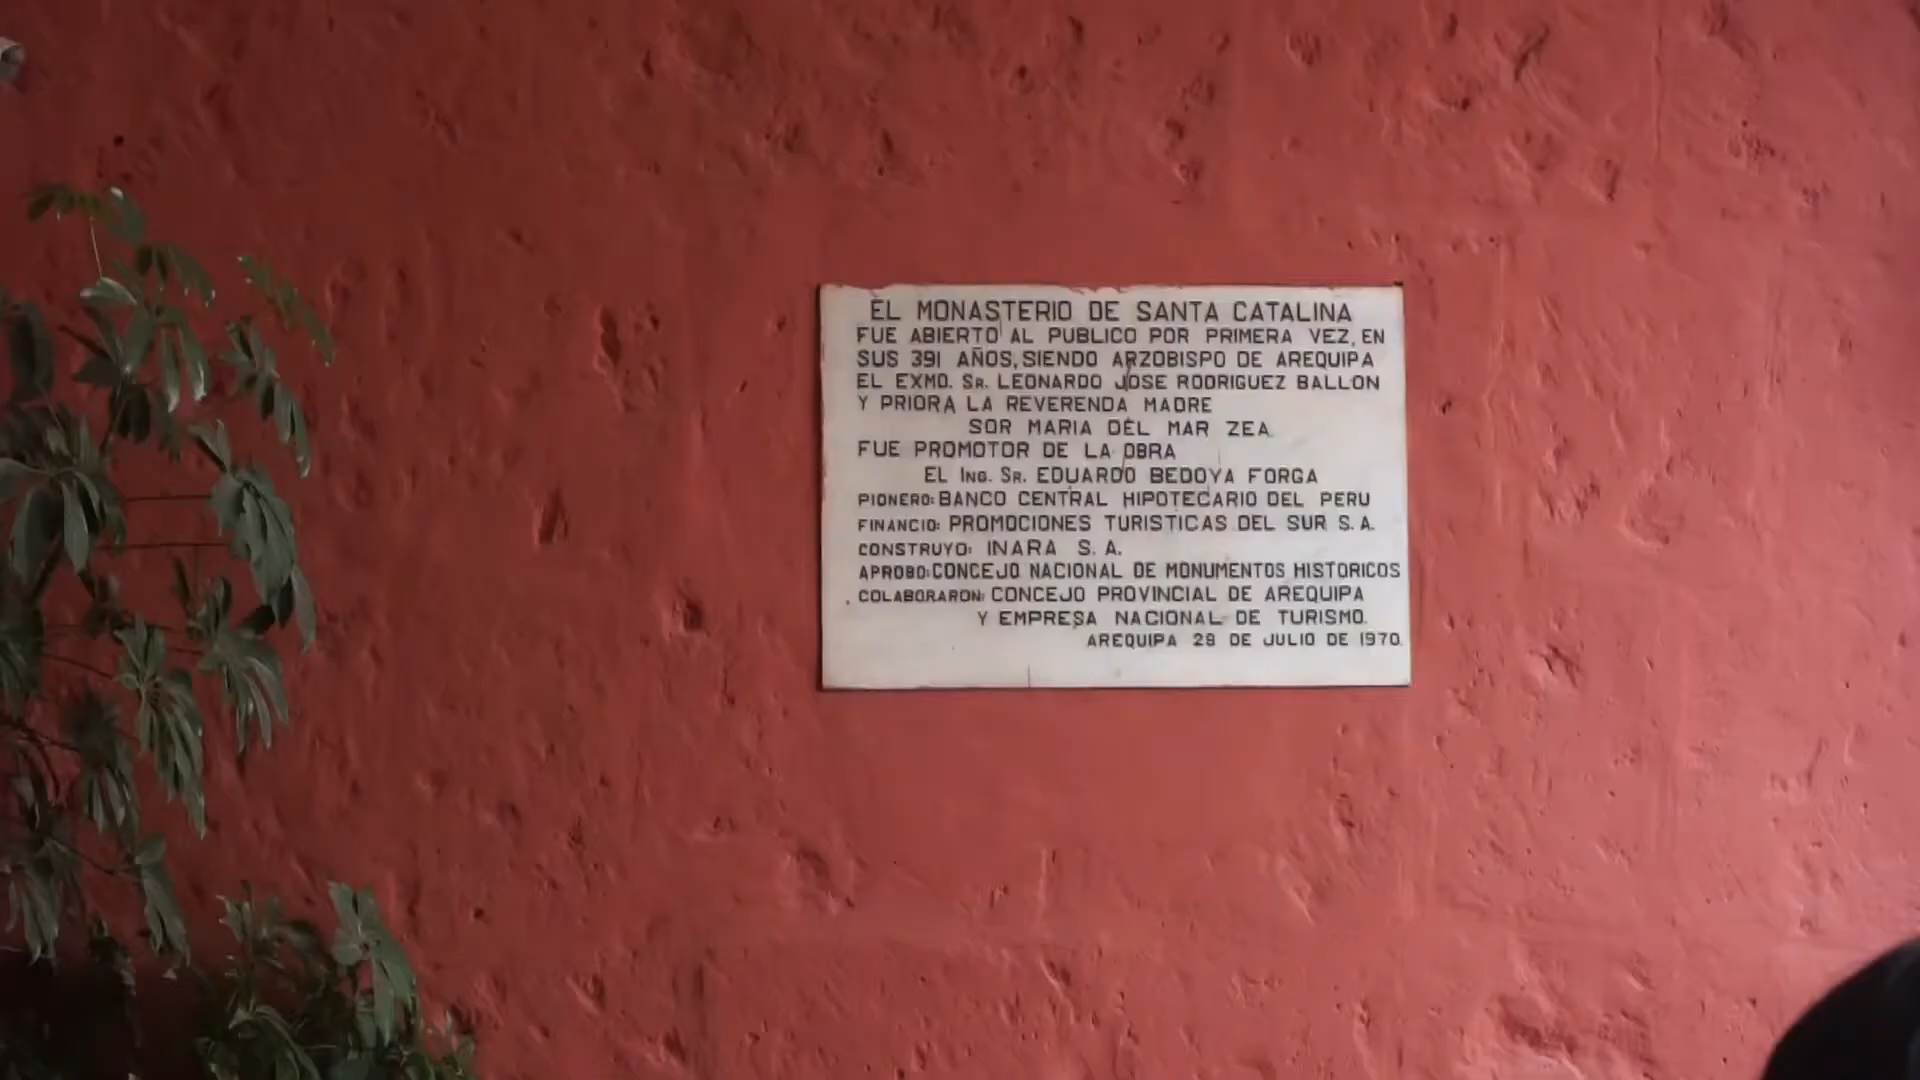 EL MONASTERIO DE SANTA CATALINA
FUE ABIERTO AL PUBLICO POR PRIMERA VEZ, EN
SUS 391 AÑOS, SIENDO ARZOBISPO DE AREQUIPA
EL EXMO. SR. LEONARDO JOSE RODRIGUEZ BALLON
Y PRIORA LA REVERENDA MADRE
SOR MARIA DEL MAR ZEA.
FUE PROMOTOR DE LA OBRA
EL ING. SR. EDUARDO BEDOYA FORGA
PIONERO: BANCO CENTRAL HIPOTECARIO DEL PERU
FINANCIO: PROMOCIONES TURISTICAS DEL SUR S. A.
CONSTRUYO: INARA S. A.
APROBO: CONCEJO NACIONAL DE MONUMENTOS HISTORICOS
COLABORARON: CONCEJO PROVINCIAL DE AREQUIPA
Y EMPRESA NACIONAL DE TURISMO.
AREQUIPA 28 DE JULIO DE 1970.